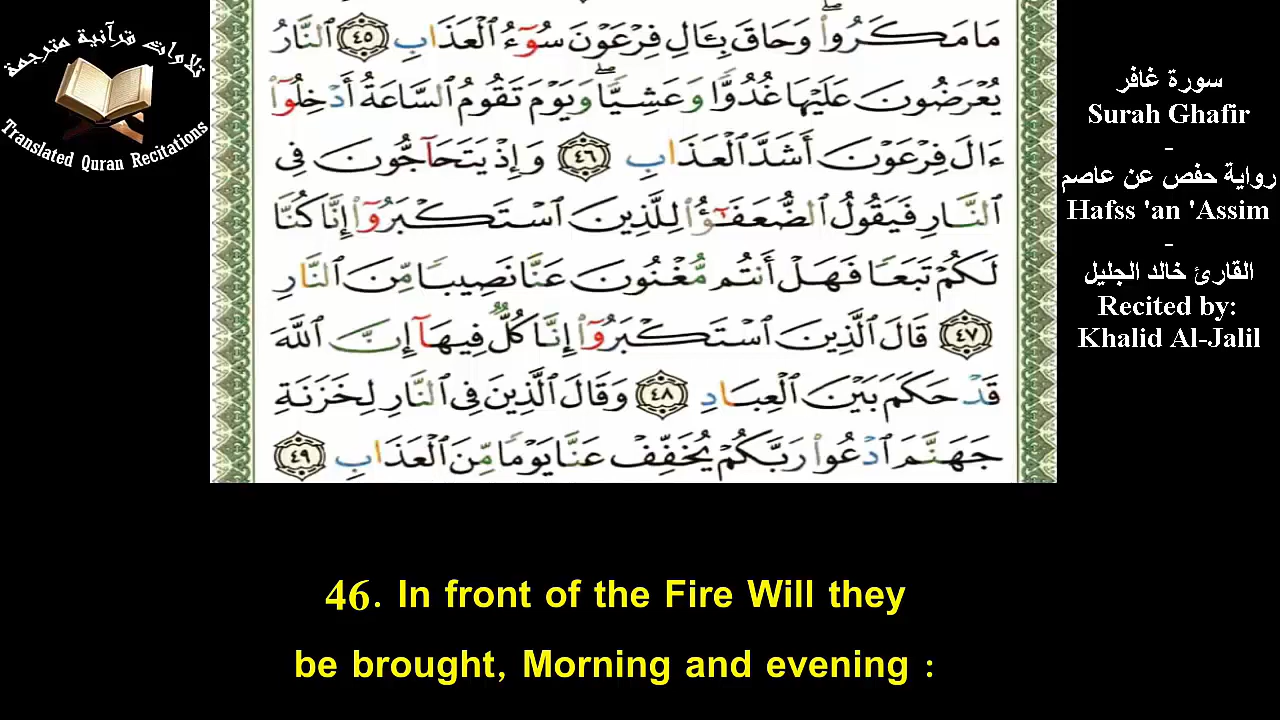 تلاوات قرآنية مترجمة
Translated Quran Recitations
مَا مَكَرُوا۟ ۖ وَحَاقَ بِـَٔالِ فِرْعَوْنَ سُوٓءُ ٱلْعَذَابِ ٤٥ ٱلنَّارُ
يُعْرَضُونَ عَلَيْهَا غُدُوًّا وَعَشِيًّا ۖ وَيَوْمَ تَقُومُ ٱلسَّاعَةُ أَدْخِلُوٓا۟
ءَالَ فِرْعَوْنَ أَشَدَّ ٱلْعَذَابِ ٤٦ وَإِذْ يَتَحَآجُّونَ فِى
ٱلنَّارِ فَيَقُولُ ٱلضُّعَفَـٰٓؤُا۟ لِلَّذِينَ ٱسْتَكْبَرُوٓا۟ إِنَّا كُنَّا
لَكُمْ تَبَعًا فَهَلْ أَنتُم مُّغْنُونَ عَنَّا نَصِيبًا مِّنَ ٱلنَّارِ
٤٧ قَالَ ٱلَّذِينَ ٱسْتَكْبَرُوٓا۟ إِنَّا كُلٌّ فِيهَآ إِنَّ ٱللَّهَ
قَدْ حَكَمَ بَيْنَ ٱلْعِبَادِ ٤٨ وَقَالَ ٱلَّذِينَ فِى ٱلنَّارِ لِخَزَنَةِ
جَهَنَّمَ ٱدْعُوا۟ رَبَّكُمْ يُخَفِّفْ عَنَّا يَوْمًا مِّنَ ٱلْعَذَابِ ٤٩
سورة غافر
Surah Ghafir
-
رواية حفص عن عاصم
Hafss 'an 'Assim
-
القارئ خالد الجليل
Recited by:
Khalid Al-Jalil
46. In front of the Fire Will they
be brought, Morning and evening :